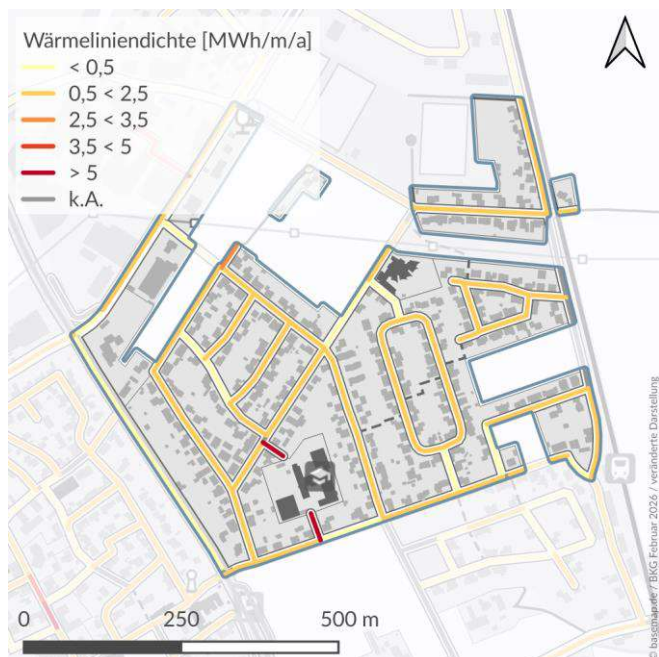 Wärmeliniendichte [MWh/m/a]
< 0,5
0,5 < 2,5
2,5 < 3,5
3,5 < 5
> 5
k.A.
0 250 500 m
© basemap.de / BKG Februar 2026 / veränderte Darstellung